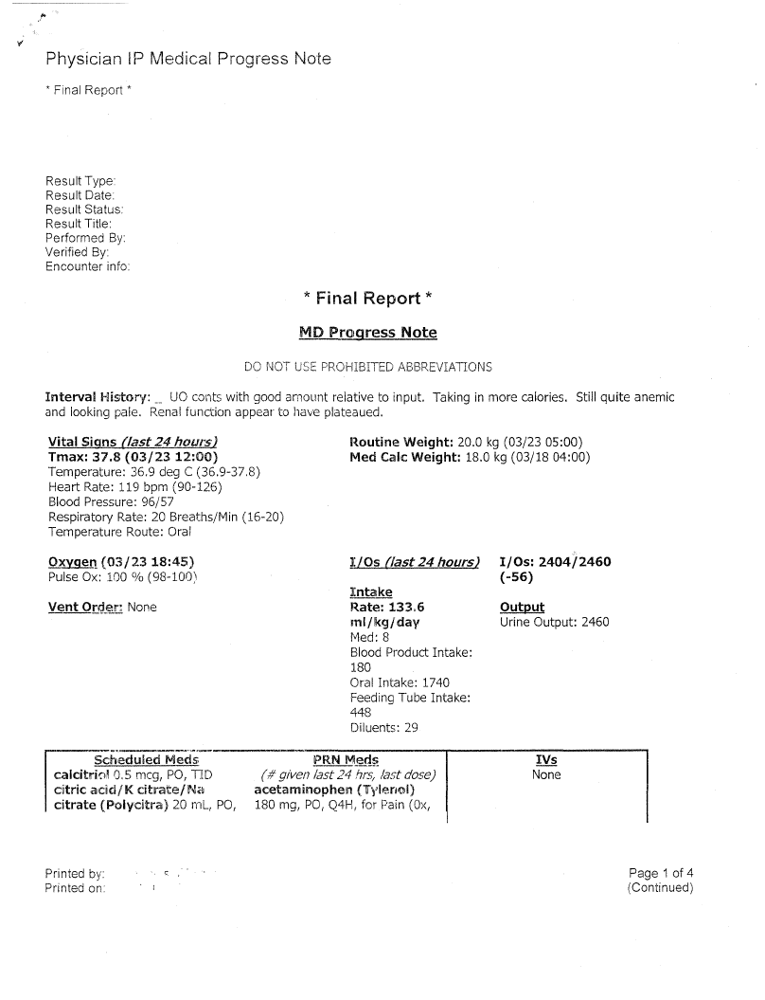 Physician IP Medical Progress Note
* Final Report *
Result Type:
Result Date:
Result Status:
Result Title:
Performed By:
Verified By:
Encounter info:
* Final Report *
MD Progress Note
DO NOT USE PROHIBITED ABBREVIATIONS
Interval History: _ UO conts with good amount relative to input. Taking in more calories. Still quite anemic
and looking pale. Renal function appear to have plateaued.
Vital Signs (last 24 hours)
Tmax: 37.8 (03/23 12:00)
Temperature: 36.9 deg C (36.9-37.8)
Heart Rate: 119 bpm (90-126)
Blood Pressure: 96/57
Respiratory Rate: 20 Breaths/Min (16-20)
Temperature Route: Oral
Routine Weight: 20.0 kg (03/23 05:00)
Med Calc Weight: 18.0 kg (03/18 04:00)
Oxygen (03/23 18:45)
Pulse Ox: 100 % (98-100)
Vent Order: None
I/Os (last 24 hours)
Intake
Rate: 133.6
ml/kg/day
Med: 8
Blood Product Intake:
180
Oral Intake: 1740
Feeding Tube Intake:
448
Diluents: 29
I/Os: 2404/2460
(-56)
Output
Urine Output: 2460
Scheduled Meds
calcitriol 0.5 mcg, PO, TID
citric acid/K citrate/Na
citrate (Polycitra) 20 mL, PO,
PRN Meds
(# given last 24 hrs, last dose)
acetaminophen (Tylenol)
180 mg, PO, Q4H, for Pain (0x,
IVs
None
Printed by:
Printed on:
Page 1 of 4
(Continued)